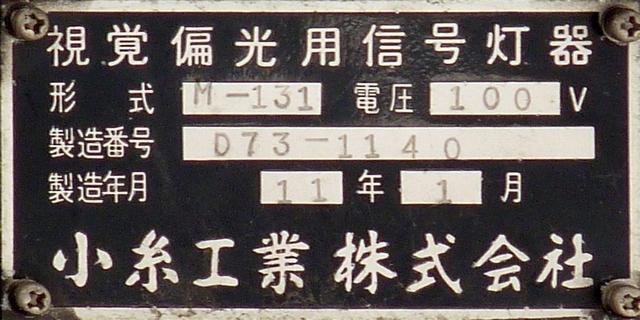 視覚偏光用信号灯器
形 式 M-131 電圧 100 V
製造番号 D73-1140
製造年月 11 年 1 月
小糸工業株式会社